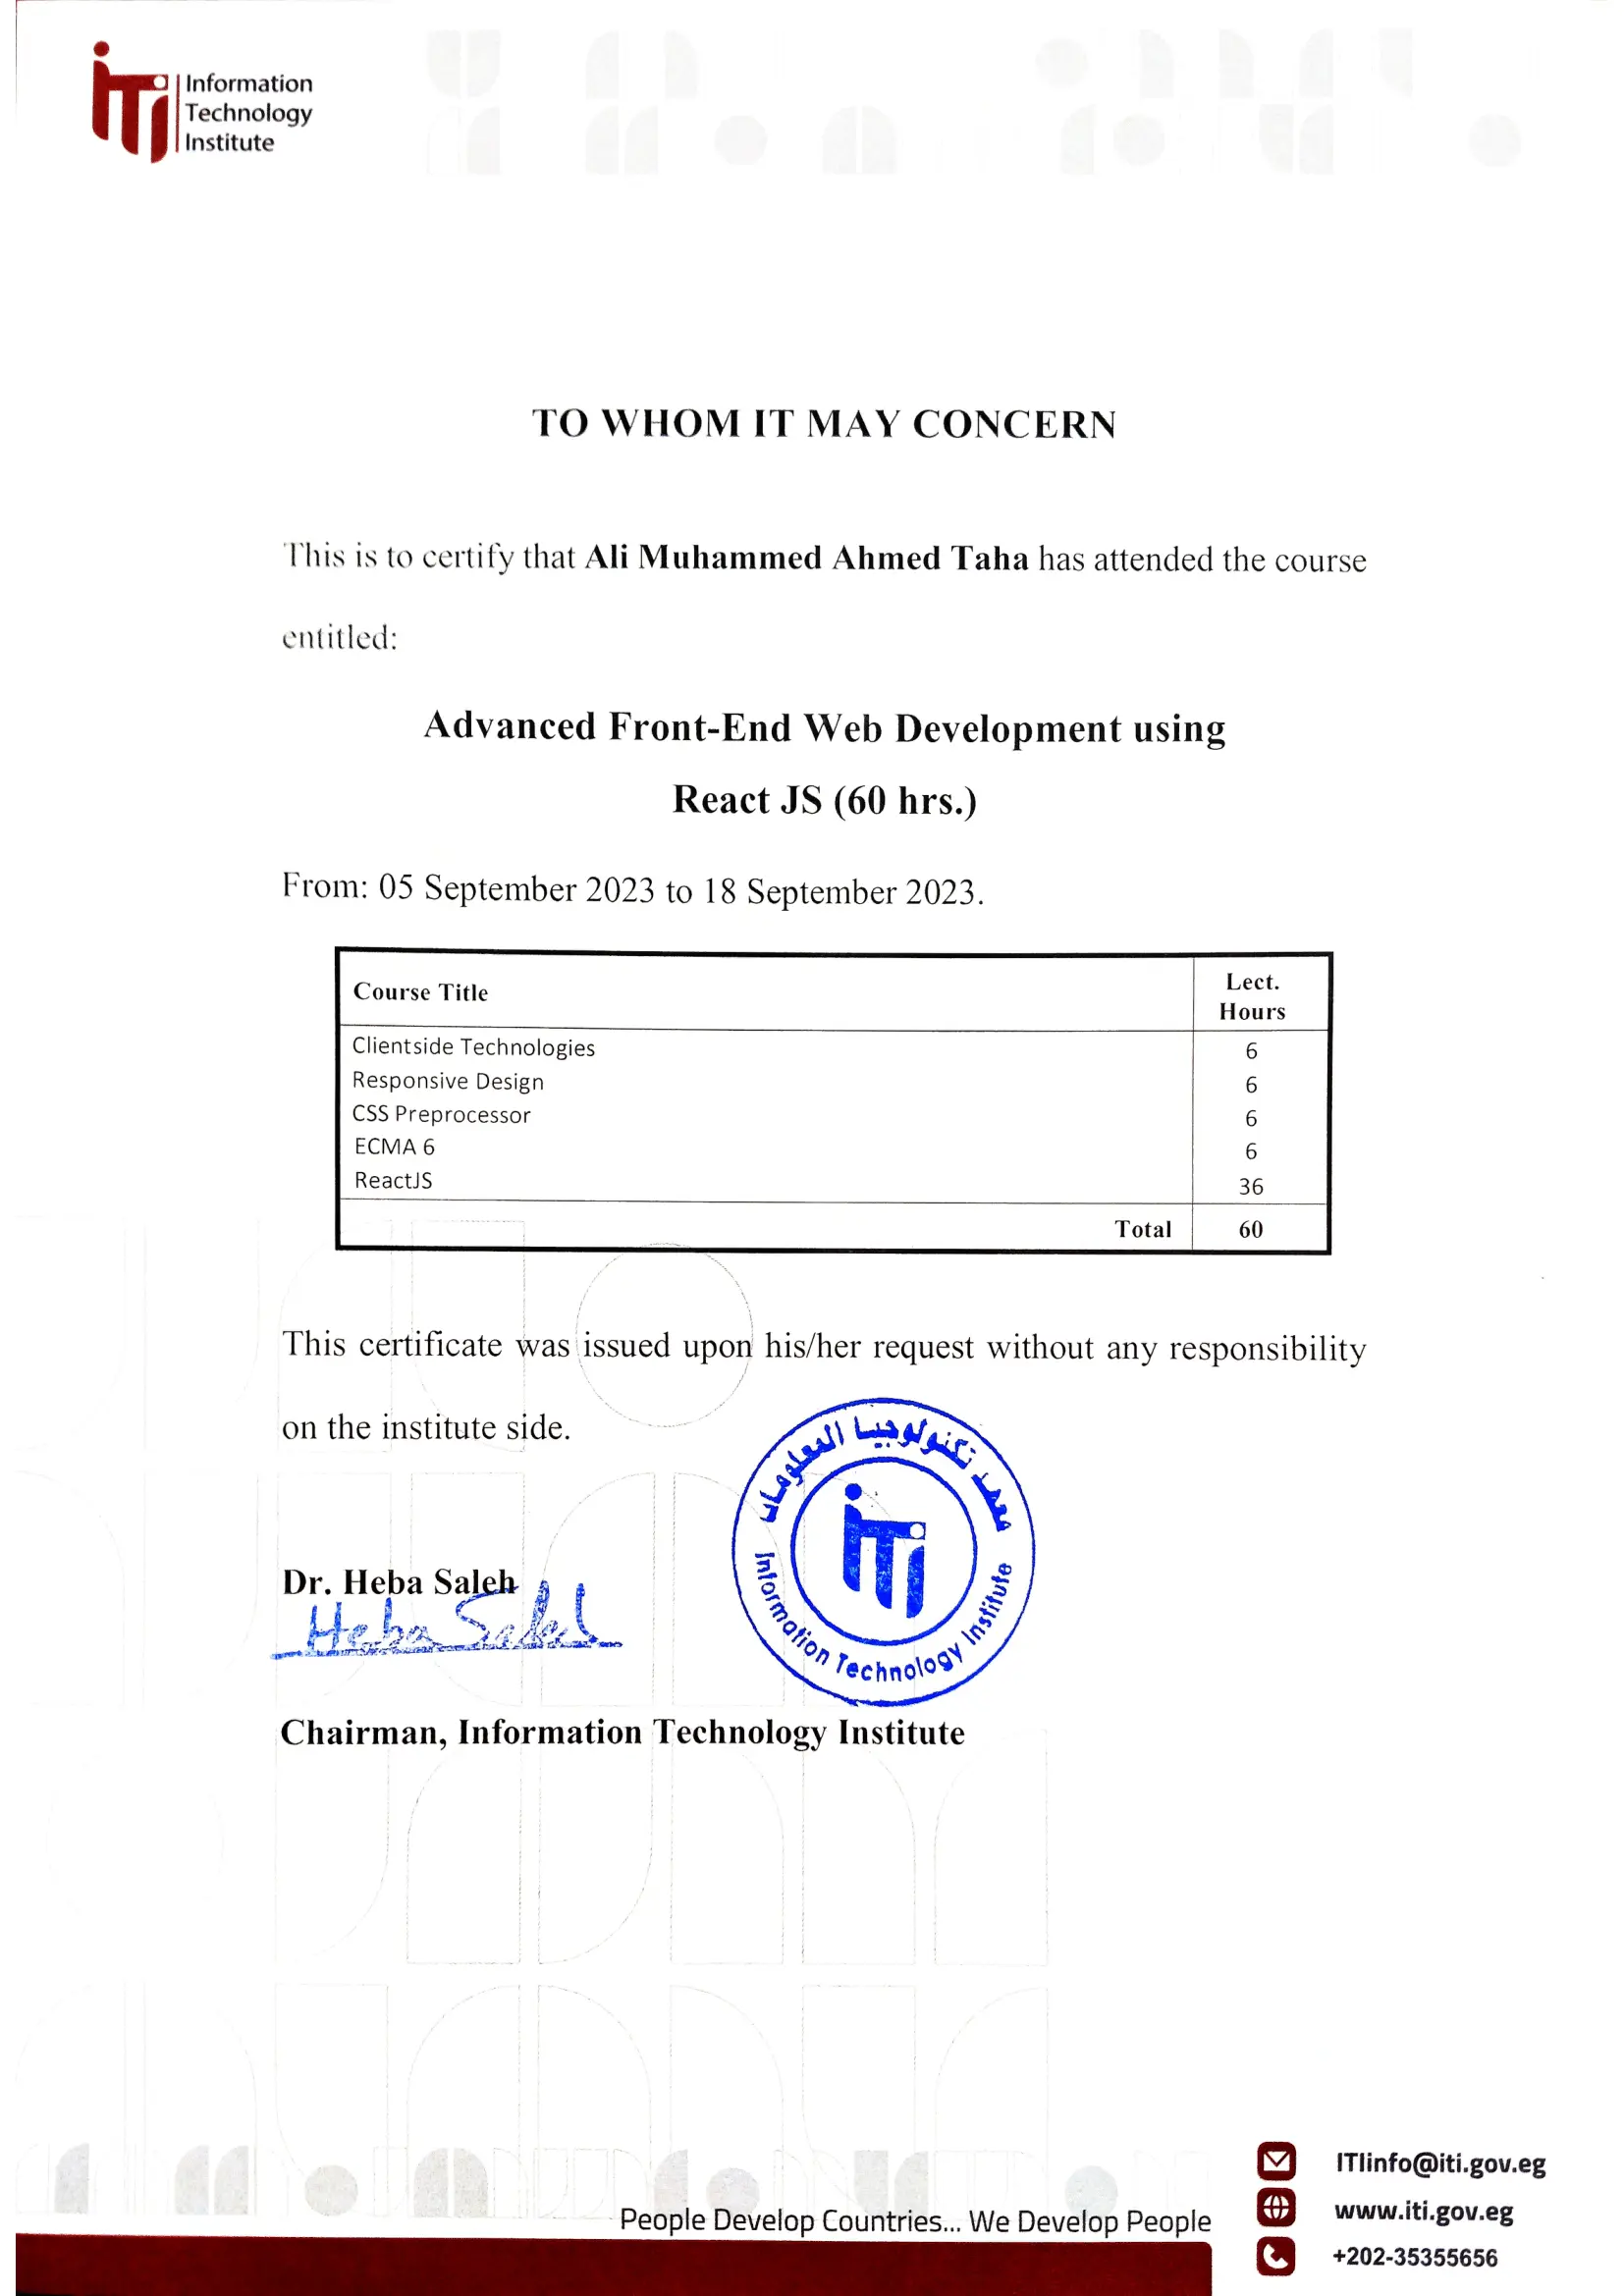 iTi
Information
Technology
Institute
TO WHOM IT MAY CONCERN
This is to certify that Ali Muhammed Ahmed Taha has attended the course
entitled:
Advanced Front-End Web Development using
React JS (60 hrs.)
From: 05 September 2023 to 18 September 2023.
Course Title Lect. Hours
Clientside Technologies 6
Responsive Design 6
CSS Preprocessor 6
ECMA 6 6
ReactJS 36
Total 60
This certificate was issued upon his/her request without any responsibility
on the institute side.
معهد تكنولوجيا المعلومات
iTi
Information Technology Institute
Dr. Heba Saleh
Heba Saleh
Chairman, Information Technology Institute
ITIinfo@iti.gov.eg
www.iti.gov.eg
+202-35355656
People Develop Countries... We Develop People